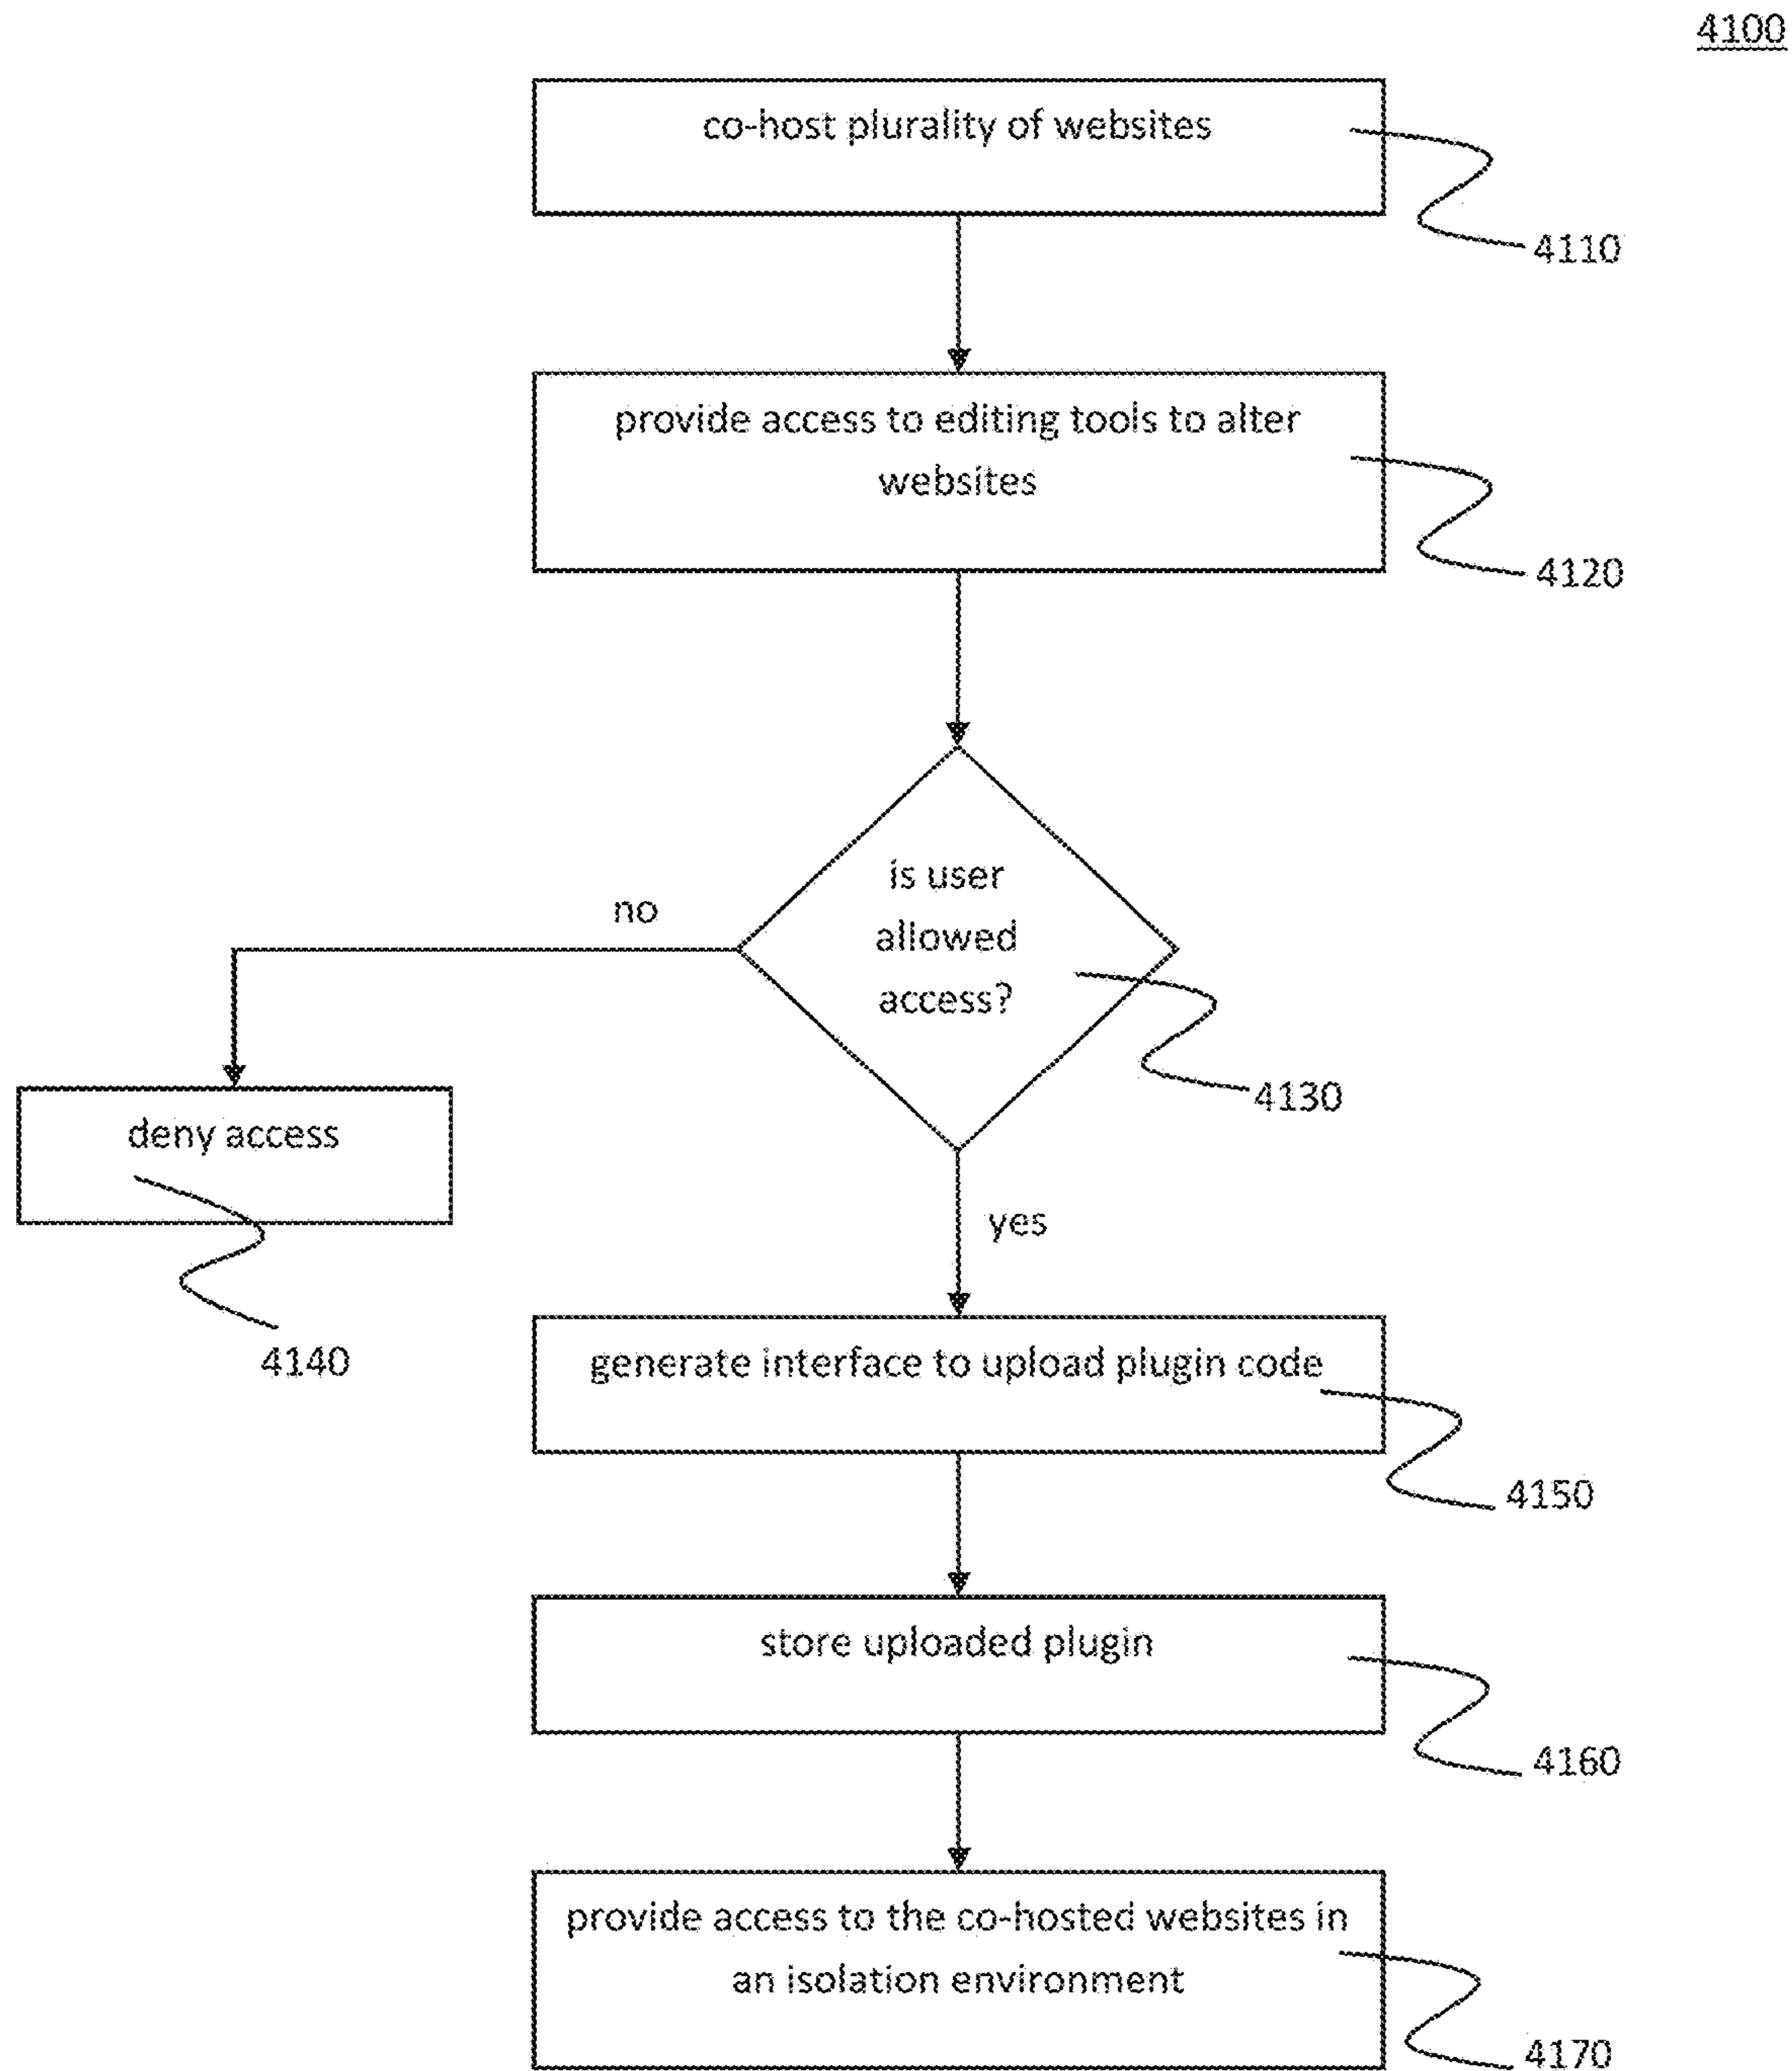 4100
co-host plurality of websites
4110
provide access to editing tools to alter
websites
4120
is user
allowed
access?
no
4130
deny access
yes
4140
generate interface to upload plugin code
4150
store uploaded plugin
4160
provide access to the co-hosted websites in
an isolation environment
4170